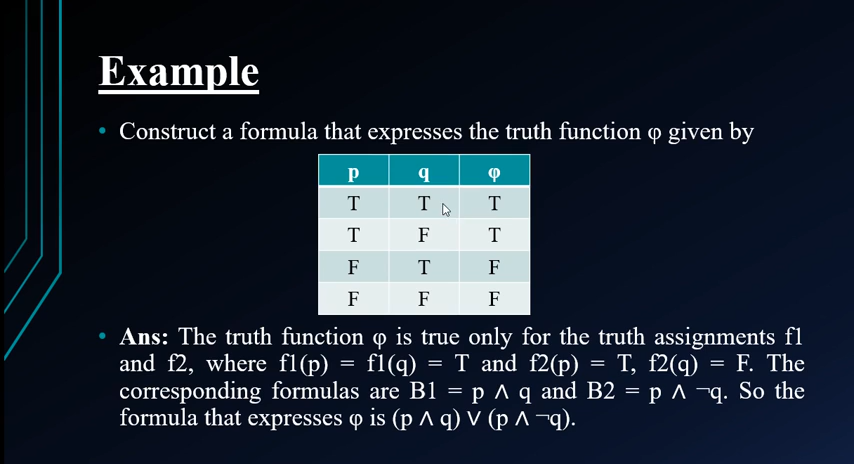 Example
• Construct a formula that expresses the truth function φ given by
p q φ
T T T
T F T
F T F
F F F
• Ans: The truth function φ is true only for the truth assignments f1
and f2, where f1(p) = f1(q) = T and f2(p) = T, f2(q) = F. The
corresponding formulas are B1 = p ∧ q and B2 = p ∧ ¬q. So the
formula that expresses φ is (p ∧ q) ∨ (p ∧ ¬q).